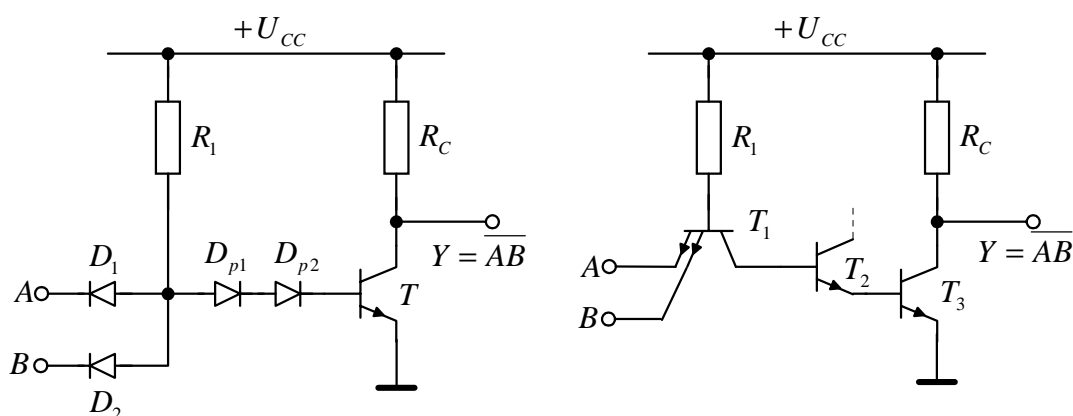 +U_CC
R_1
R_C
D_1
D_p1
D_p2
Y = \overline{AB}
A
T
B
D_2
+U_CC
R_1
R_C
T_1
Y = \overline{AB}
A
T_2
B
T_3